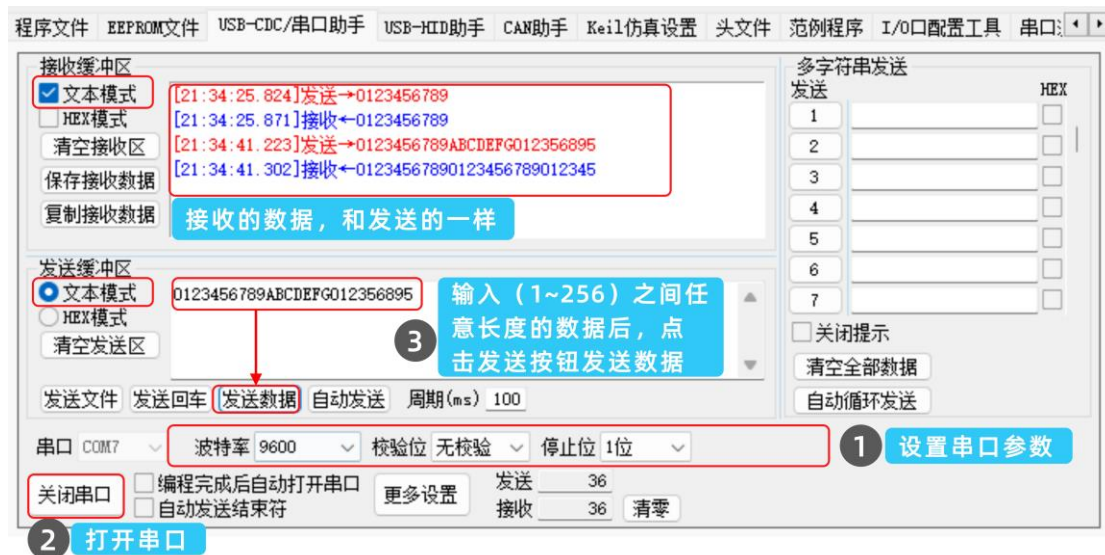 程序文件 EEPROM文件 USB-CDC/串口助手 USB-HID助手 CAN助手 Keil仿真设置 头文件 范例程序 I/O口配置工具 串口
接收缓冲区
文本模式
HEX模式
清空接收区
保存接收数据
复制接收数据
[21:34:25.824]发送→0123456789
[21:34:25.871]接收←0123456789
[21:34:41.223]发送→0123456789ABCDEFG012356895
[21:34:41.302]接收←01234567890123456789012345
接收的数据，和发送的一样
多字符串发送
发送 HEX
1
2
3
4
5
6
7
关闭提示
清空全部数据
自动循环发送
发送缓冲区
文本模式
HEX模式
清空发送区
0123456789ABCDEFG012356895
3 输入（1~256）之间任
意长度的数据后，点
击发送按钮发送数据
发送文件 发送回车 发送数据 自动发送 周期(ms) 100
串口 COM7 波特率 9600 校验位 无校验 停止位 1位
1 设置串口参数
关闭串口
编程完成后自动打开串口
自动发送结束符
更多设置
发送 36
接收 36 清零
2 打开串口